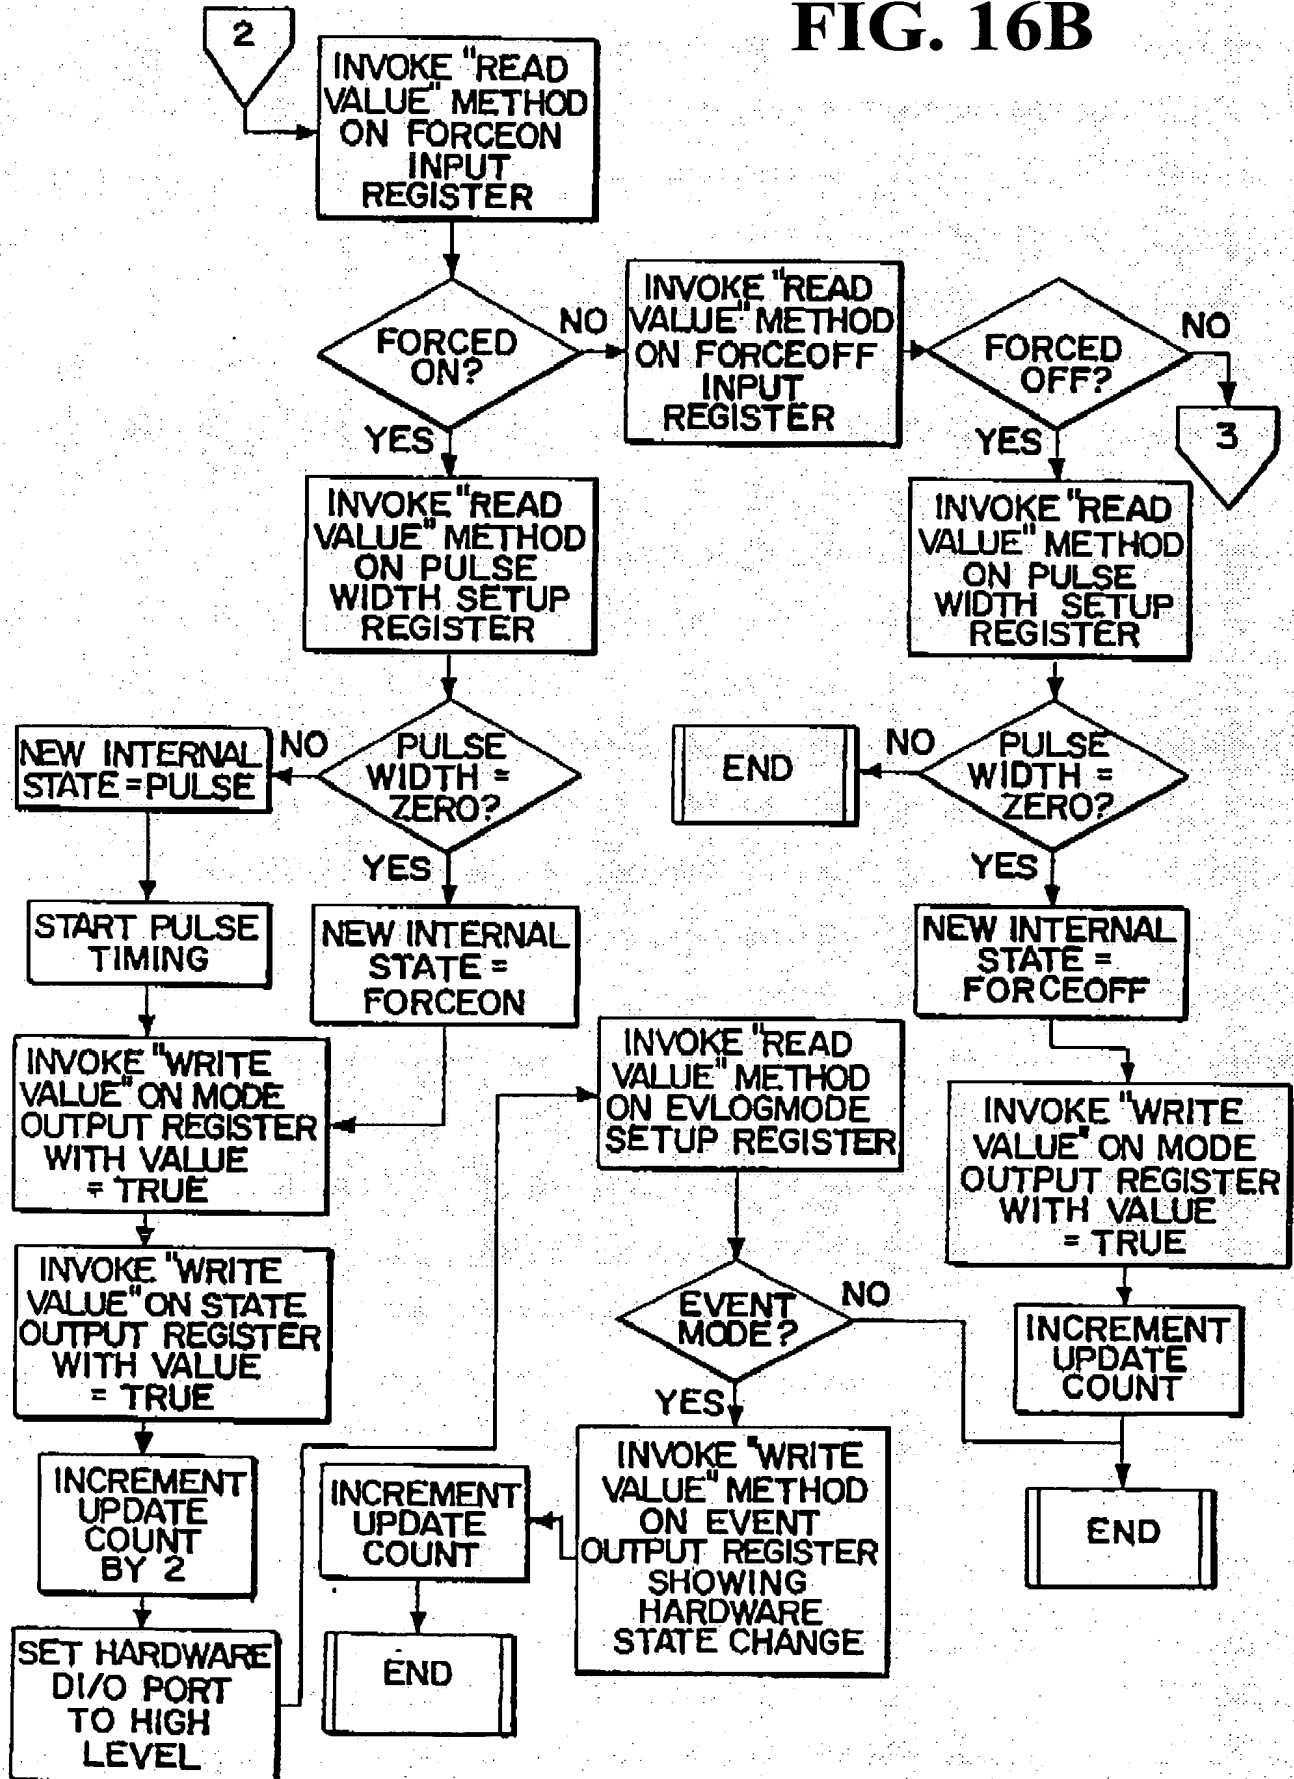 FIG. 16B
2
INVOKE "READ
VALUE" METHOD
ON FORCEON
INPUT
REGISTER
FORCED
ON?
NO
INVOKE "READ
VALUE" METHOD
ON FORCEOFF
INPUT
REGISTER
FORCED
OFF?
NO
3
YES
INVOKE "READ
VALUE" METHOD
ON PULSE
WIDTH SETUP
REGISTER
YES
INVOKE "READ
VALUE" METHOD
ON PULSE
WIDTH SETUP
REGISTER
PULSE
WIDTH =
ZERO?
NO
NEW INTERNAL
STATE = PULSE
START PULSE
TIMING
YES
NEW INTERNAL
STATE =
FORCEON
PULSE
WIDTH =
ZERO?
NO
END
YES
NEW INTERNAL
STATE =
FORCEOFF
INVOKE "WRITE
VALUE" ON MODE
OUTPUT REGISTER
WITH VALUE
= TRUE
INVOKE "WRITE
VALUE" ON STATE
OUTPUT REGISTER
WITH VALUE
= TRUE
INCREMENT
UPDATE
COUNT
BY 2
SET HARDWARE
DI/O PORT
TO HIGH
LEVEL
INVOKE "READ
VALUE" METHOD
ON EVLOGMODE
SETUP REGISTER
EVENT
MODE?
NO
YES
INVOKE "WRITE
VALUE" METHOD
ON EVENT
OUTPUT REGISTER
SHOWING
HARDWARE
STATE CHANGE
INCREMENT
UPDATE
COUNT
END
INVOKE "WRITE
VALUE" ON MODE
OUTPUT REGISTER
WITH VALUE
= TRUE
INCREMENT
UPDATE
COUNT
END